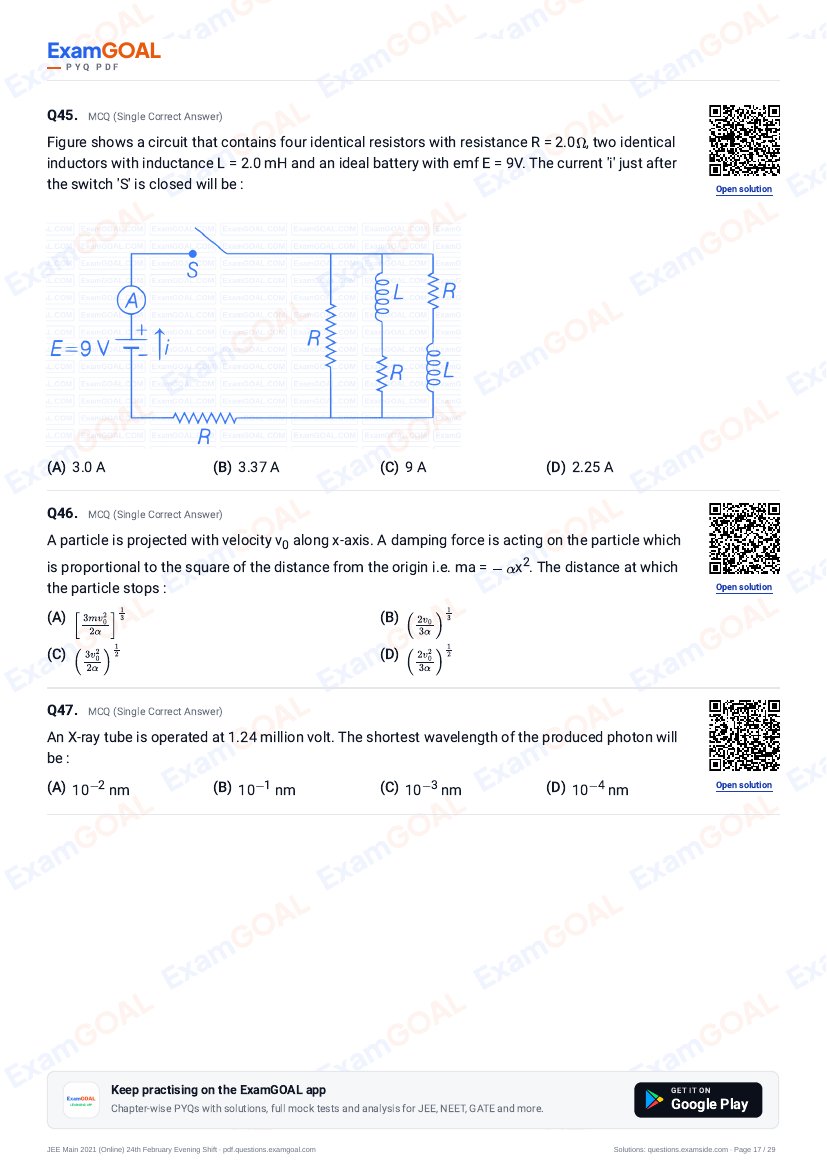 ExamGOAL
PYQ PDF
Q45. MCQ (Single Correct Answer)
Figure shows a circuit that contains four identical resistors with resistance R = 2.0Ω, two identical
inductors with inductance L = 2.0 mH and an ideal battery with emf E = 9V. The current 'i' just after
the switch 'S' is closed will be :
Open solution
S
A
L
R
E=9 V
+
-
i
R
R
L
R
(A) 3.0 A (B) 3.37 A (C) 9 A (D) 2.25 A
Q46. MCQ (Single Correct Answer)
A particle is projected with velocity v₀ along x-axis. A damping force is acting on the particle which
is proportional to the square of the distance from the origin i.e. ma = − αx². The distance at which
the particle stops :
Open solution
(A) [3mv₀²/2α]^(1/3) (B) (2v₀/3α)^(1/3)
(C) (3v₀²/2α)^(1/2) (D) (2v₀²/3α)^(1/2)
Q47. MCQ (Single Correct Answer)
An X-ray tube is operated at 1.24 million volt. The shortest wavelength of the produced photon will
be :
Open solution
(A) 10⁻² nm (B) 10⁻¹ nm (C) 10⁻³ nm (D) 10⁻⁴ nm
Keep practising on the ExamGOAL app
Chapter-wise PYQs with solutions, full mock tests and analysis for JEE, NEET, GATE and more.
GET IT ON
Google Play
JEE Main 2021 (Online) 24th February Evening Shift · pdf.questions.examgoal.com
Solutions: questions.examside.com · Page 17 / 29